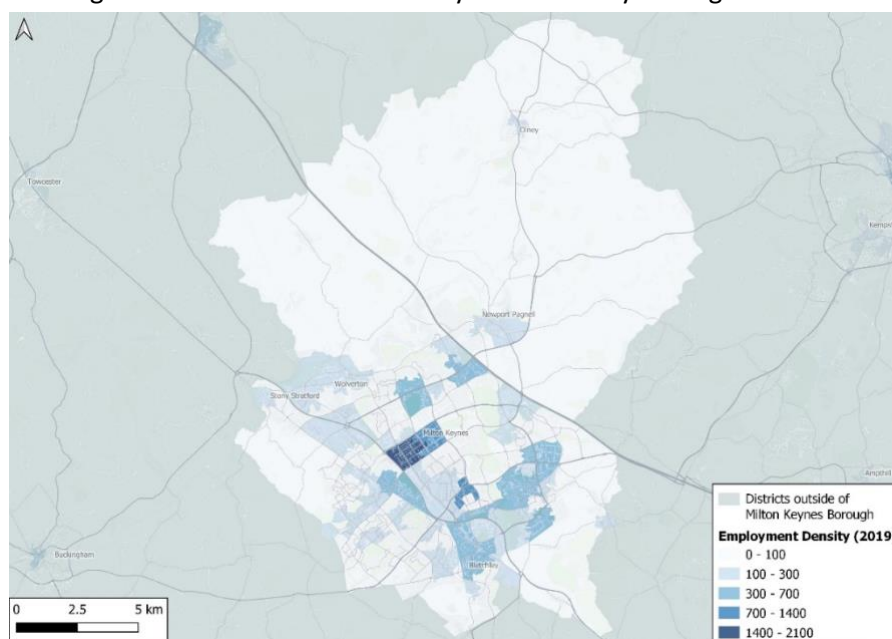 Olney
Towcester
Newport Pagnell
Wolverton
Stony Stratford
Milton Keynes
Ampthill
Bletchley
Buckingham
0 2.5 5 km
Districts outside of
Milton Keynes Borough
Employment Density (2019
0 - 100
100 - 300
300 - 700
700 - 1400
1400 - 2100